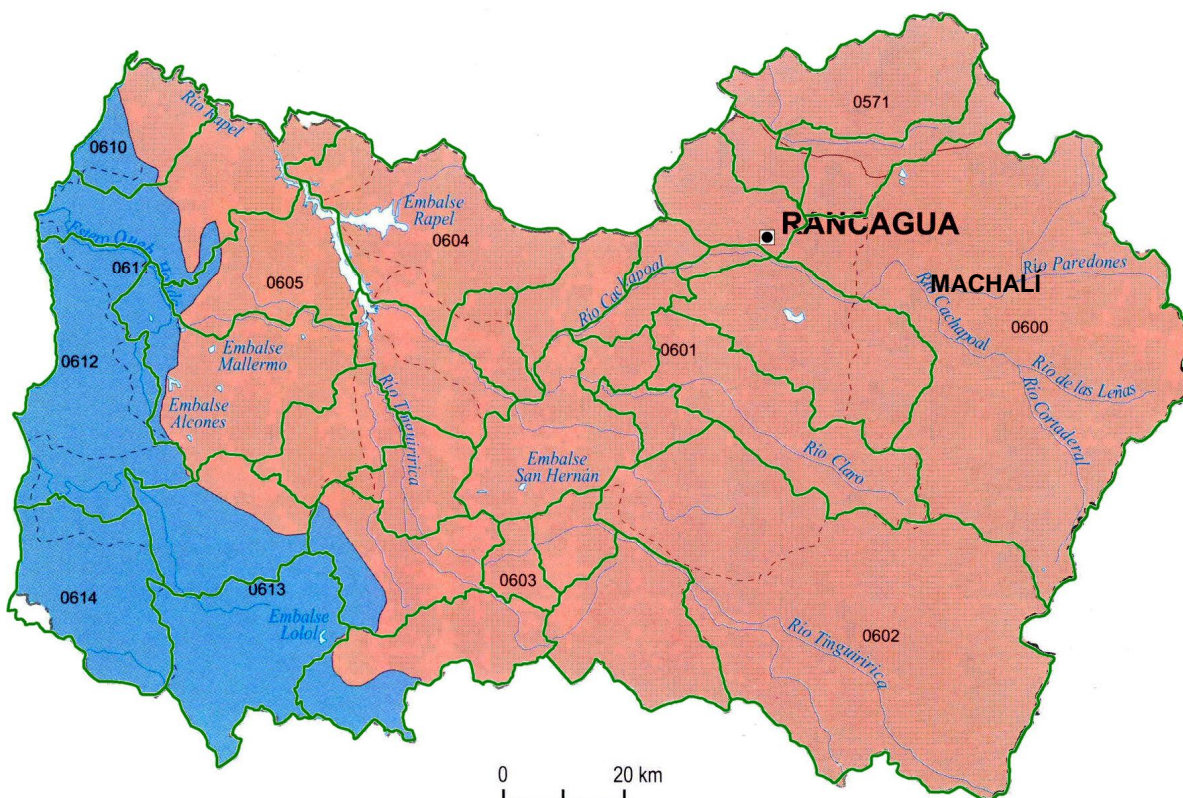 0571
Río Rapel
0610
Embalse
Rapel
RANCAGUA
0604
Río Paredones
MACHALÍ
0611
0605
Río Cachapoal
Río
Cachapoal
0600
Embalse
Mallermo
0601
0612
Embalse
Alcones
Río Tinguiririca
Río de las Leñas
Río Cortaderal
Embalse
San Hernán
Río Claro
0603
0613
0614
Embalse
Lolol
Río Tinguiririca
0602
0
20 km